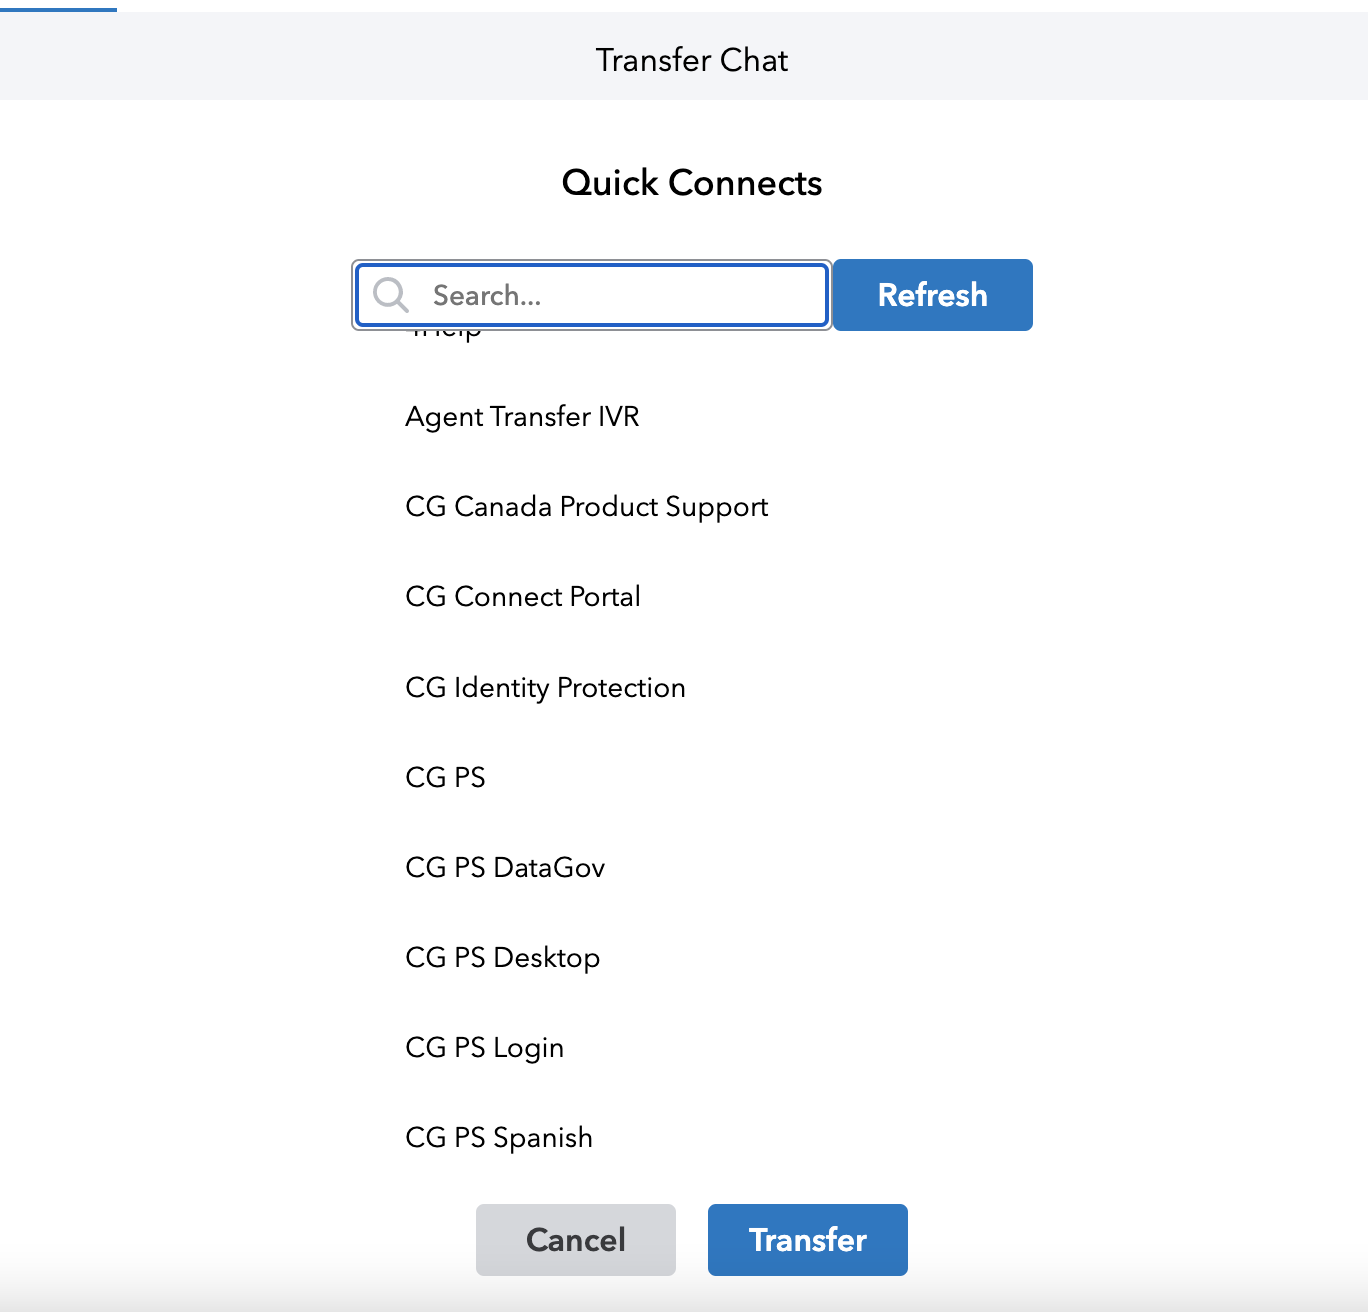 Transfer Chat
Quick Connects
Search...
Refresh
Agent Transfer IVR
CG Canada Product Support
CG Connect Portal
CG Identity Protection
CG PS
CG PS DataGov
CG PS Desktop
CG PS Login
CG PS Spanish
Cancel
Transfer